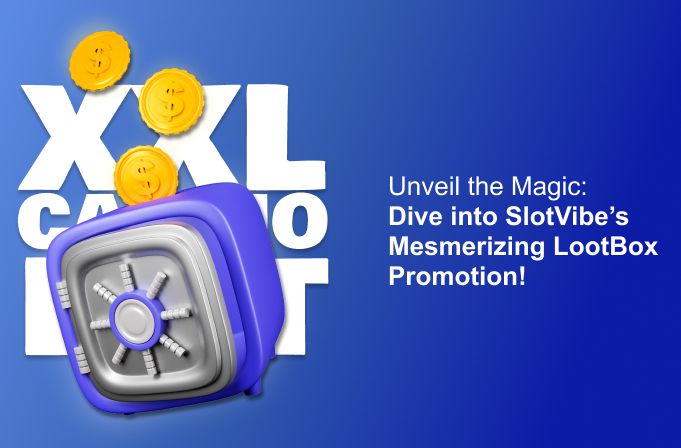 XXL
Unveil the Magic:
Dive into SlotVibe's
Mesmerizing LootBox
Promotion!